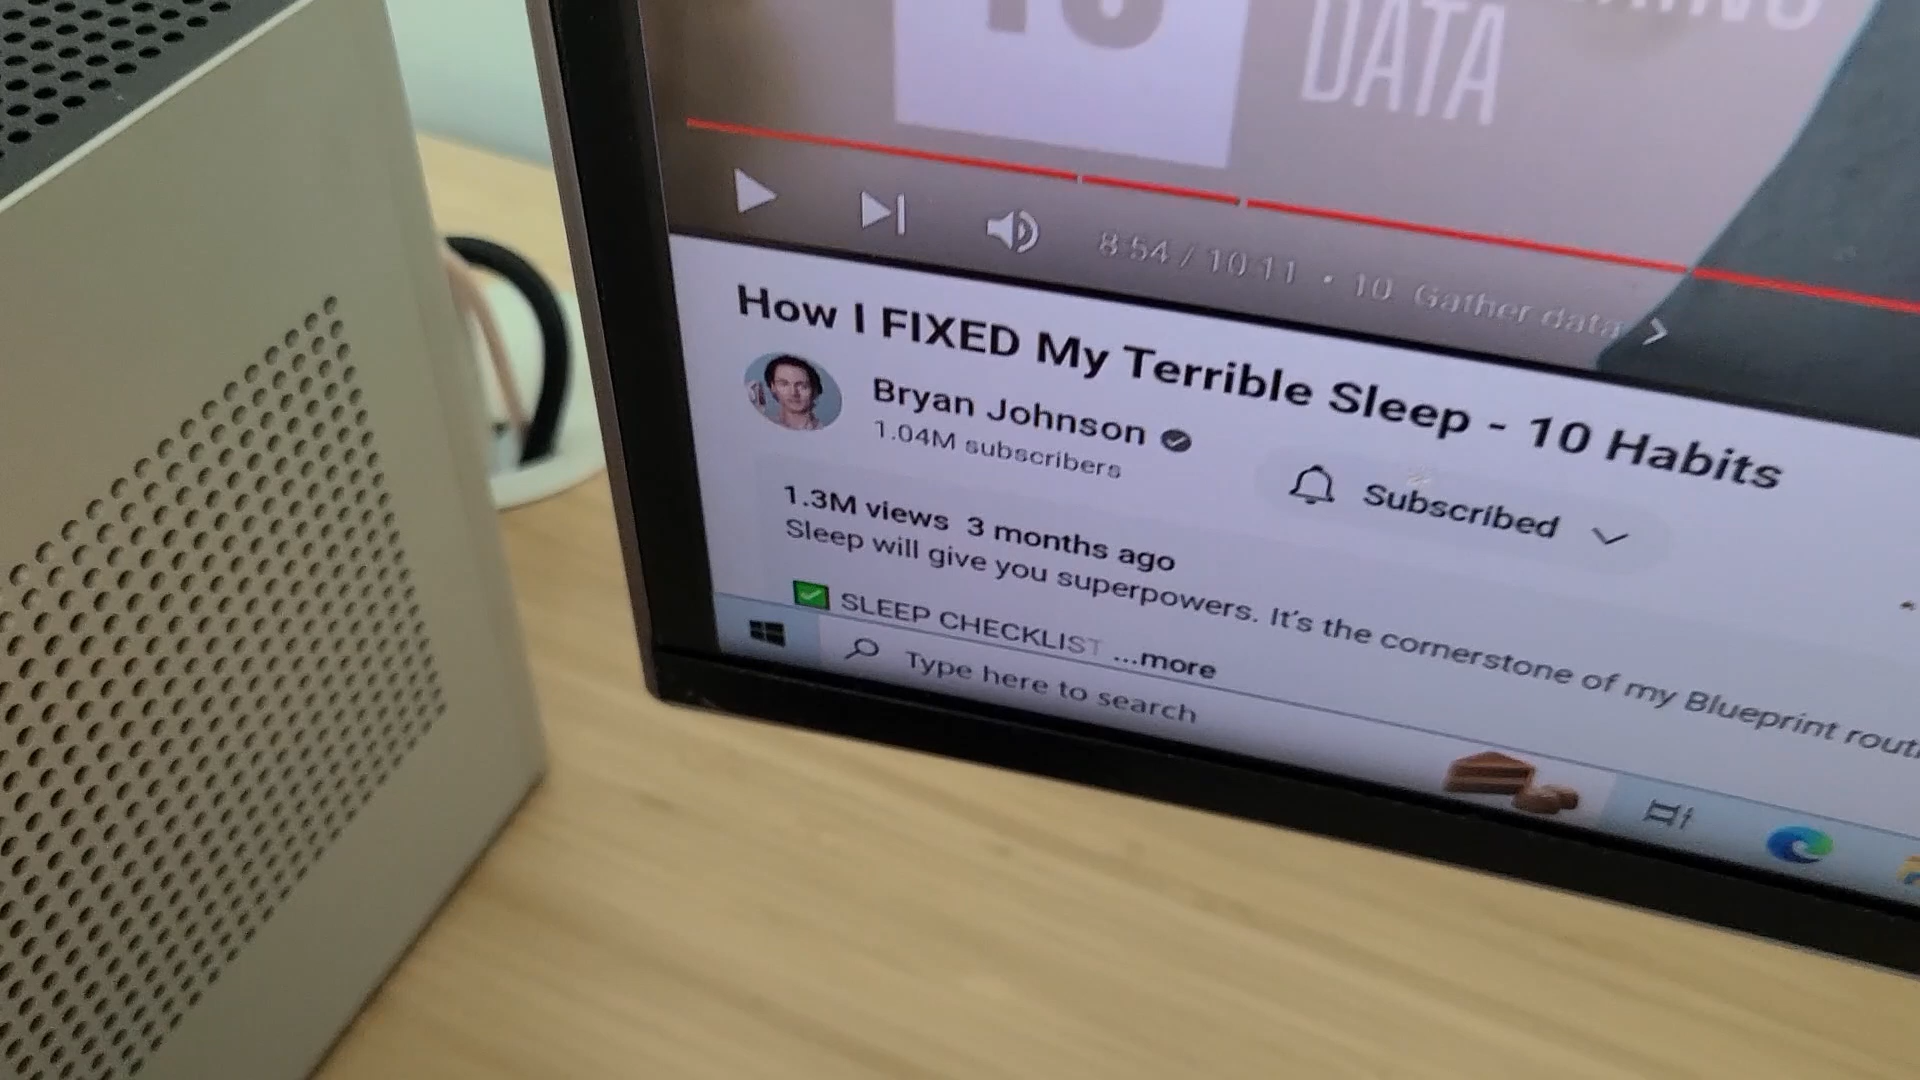 10
DATA
8:54 / 10:11 • 10 Gather data
How I FIXED My Terrible Sleep - 10 Habits
Bryan Johnson
1.04M subscribers
Subscribed
1.3M views 3 months ago
Sleep will give you superpowers. It's the cornerstone of my Blueprint
SLEEP CHECKLIST ...more
Type here to search